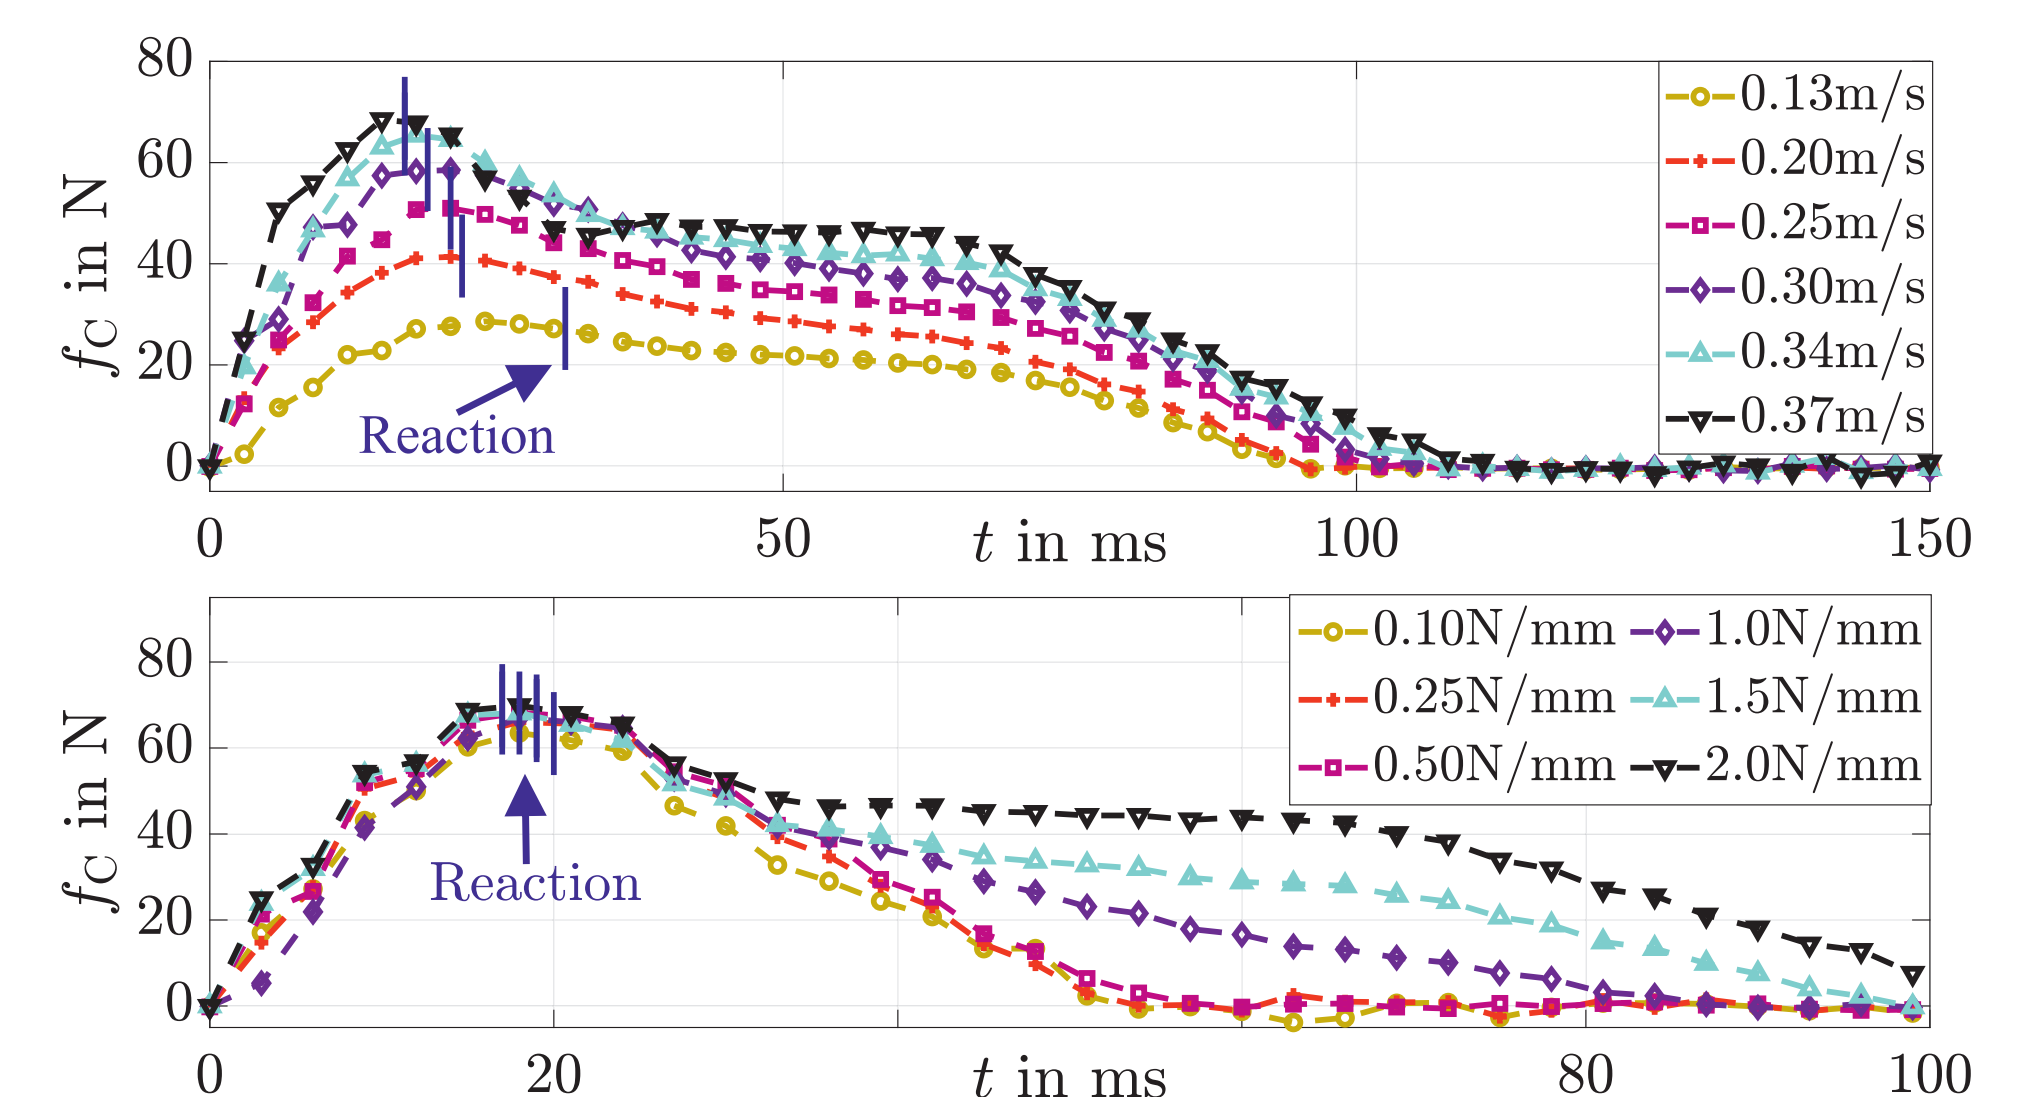 80
60
40
20
0
f_C in N
0.13m/s
0.20m/s
0.25m/s
0.30m/s
0.34m/s
0.37m/s
Reaction
0 50 100 150
t in ms
80
60
40
20
0
f_C in N
0.10N/mm 1.0N/mm
0.25N/mm 1.5N/mm
0.50N/mm 2.0N/mm
Reaction
0 20 80 100
t in ms